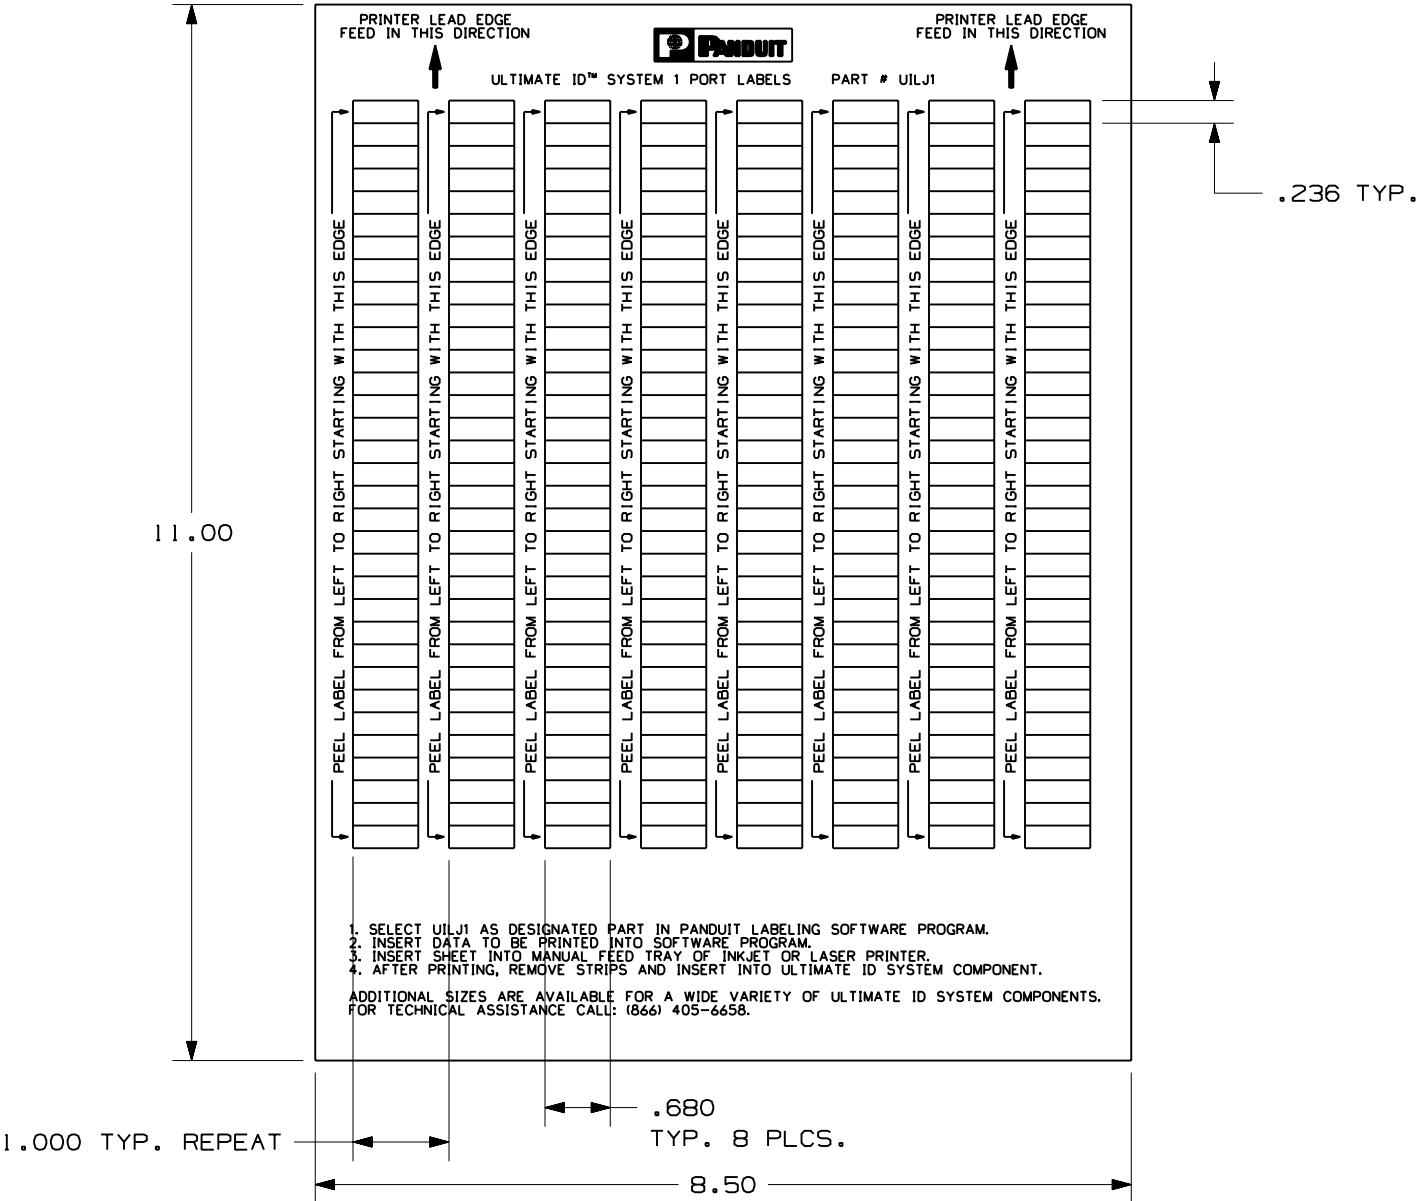 PRINTER LEAD EDGE
FEED IN THIS DIRECTION
PANDUIT
PRINTER LEAD EDGE
FEED IN THIS DIRECTION
ULTIMATE ID™ SYSTEM 1 PORT LABELS PART # UILJ1
.236 TYP.
PEEL LABEL FROM LEFT TO RIGHT STARTING WITH THIS EDGE
PEEL LABEL FROM LEFT TO RIGHT STARTING WITH THIS EDGE
PEEL LABEL FROM LEFT TO RIGHT STARTING WITH THIS EDGE
PEEL LABEL FROM LEFT TO RIGHT STARTING WITH THIS EDGE
PEEL LABEL FROM LEFT TO RIGHT STARTING WITH THIS EDGE
PEEL LABEL FROM LEFT TO RIGHT STARTING WITH THIS EDGE
PEEL LABEL FROM LEFT TO RIGHT STARTING WITH THIS EDGE
PEEL LABEL FROM LEFT TO RIGHT STARTING WITH THIS EDGE
11.00
1. SELECT UILJ1 AS DESIGNATED PART IN PANDUIT LABELING SOFTWARE PROGRAM.
2. INSERT DATA TO BE PRINTED INTO SOFTWARE PROGRAM.
3. INSERT SHEET INTO MANUAL FEED TRAY OF INKJET OR LASER PRINTER.
4. AFTER PRINTING, REMOVE STRIPS AND INSERT INTO ULTIMATE ID SYSTEM COMPONENT.
ADDITIONAL SIZES ARE AVAILABLE FOR A WIDE VARIETY OF ULTIMATE ID SYSTEM COMPONENTS.
FOR TECHNICAL ASSISTANCE CALL: (866) 405-6658.
.680
TYP. 8 PLCS.
1.000 TYP. REPEAT
8.50